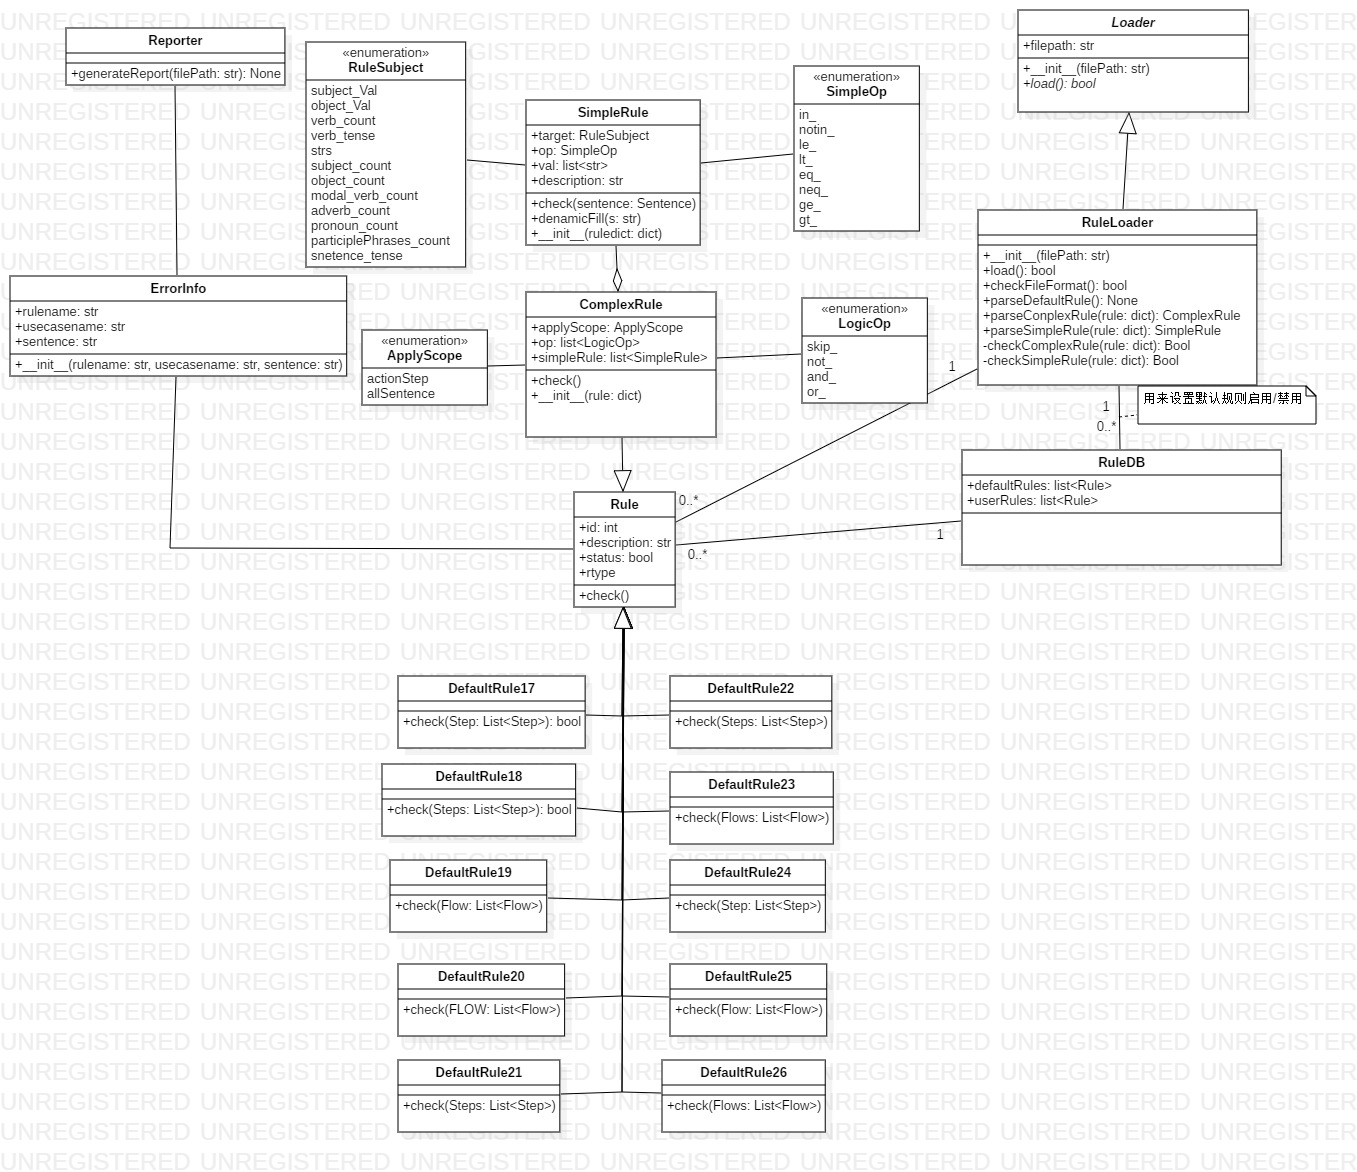 Reporter
+generateReport(filePath: str): None
«enumeration»
RuleSubject
subject_Val
object_Val
verb_count
verb_tense
strs
subject_count
object_count
modal_verb_count
adverb_count
pronoun_count
participlePhrases_count
snetence_tense
SimpleRule
+target: RuleSubject
+op: SimpleOp
+val: list<str>
+description: str
+check(sentence: Sentence)
+denamicFill(s: str)
+__init__(ruledict: dict)
«enumeration»
SimpleOp
in_
notin_
le_
lt_
eq_
neq_
ge_
gt_
Loader
+filepath: str
+__init__(filePath: str)
+load(): bool
RuleLoader
+__init__(filePath: str)
+load(): bool
+checkFileFormat(): bool
+parseDefaultRule(): None
+parseConplexRule(rule: dict): ComplexRule
+parseSimpleRule(rule: dict): SimpleRule
-checkComplexRule(rule: dict): Bool
-checkSimpleRule(rule: dict): Bool
ErrorInfo
+rulename: str
+usecasename: str
+sentence: str
+__init__(rulename: str, usecasename: str, sentence: str)
«enumeration»
ApplyScope
actionStep
allSentence
ComplexRule
+applyScope: ApplyScope
+op: list<LogicOp>
+simpleRule: list<SimpleRule>
+check()
+__init__(rule: dict)
«enumeration»
LogicOp
skip_
not_
and_
or_
1
用来设置默认规则启用/禁用
1
0..*
RuleDB
+defaultRules: list<Rule>
+userRules: list<Rule>
Rule
+id: int
+description: str
+status: bool
+rtype
+check()
0..*
0..*
1
DefaultRule17
+check(Step: List<Step>): bool
DefaultRule22
+check(Steps: List<Step>)
DefaultRule18
+check(Steps: List<Step>): bool
DefaultRule23
+check(Flows: List<Flow>)
DefaultRule19
+check(Flow: List<Flow>)
DefaultRule24
+check(Step: List<Step>)
DefaultRule20
+check(FLOW: List<Flow>)
DefaultRule25
+check(Flow: List<Flow>)
DefaultRule21
+check(Steps: List<Step>)
DefaultRule26
+check(Flows: List<Flow>)